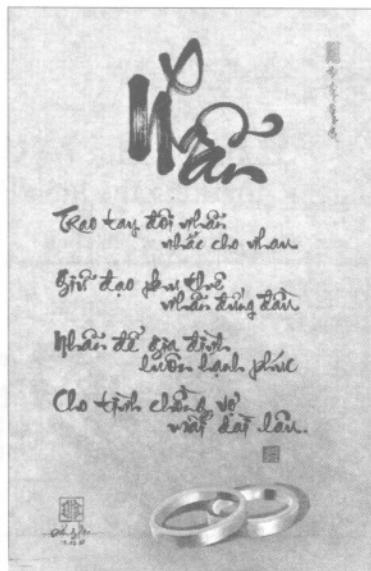 Nhẫn
Trao tay đôi nhẫn
nhắc cho nhau
Giữ đạo phu thê
nhẫn đứng đầu
Nhẫn để gia đình
luôn hạnh phúc
Cho tình chồng vợ
mãi dài lâu.